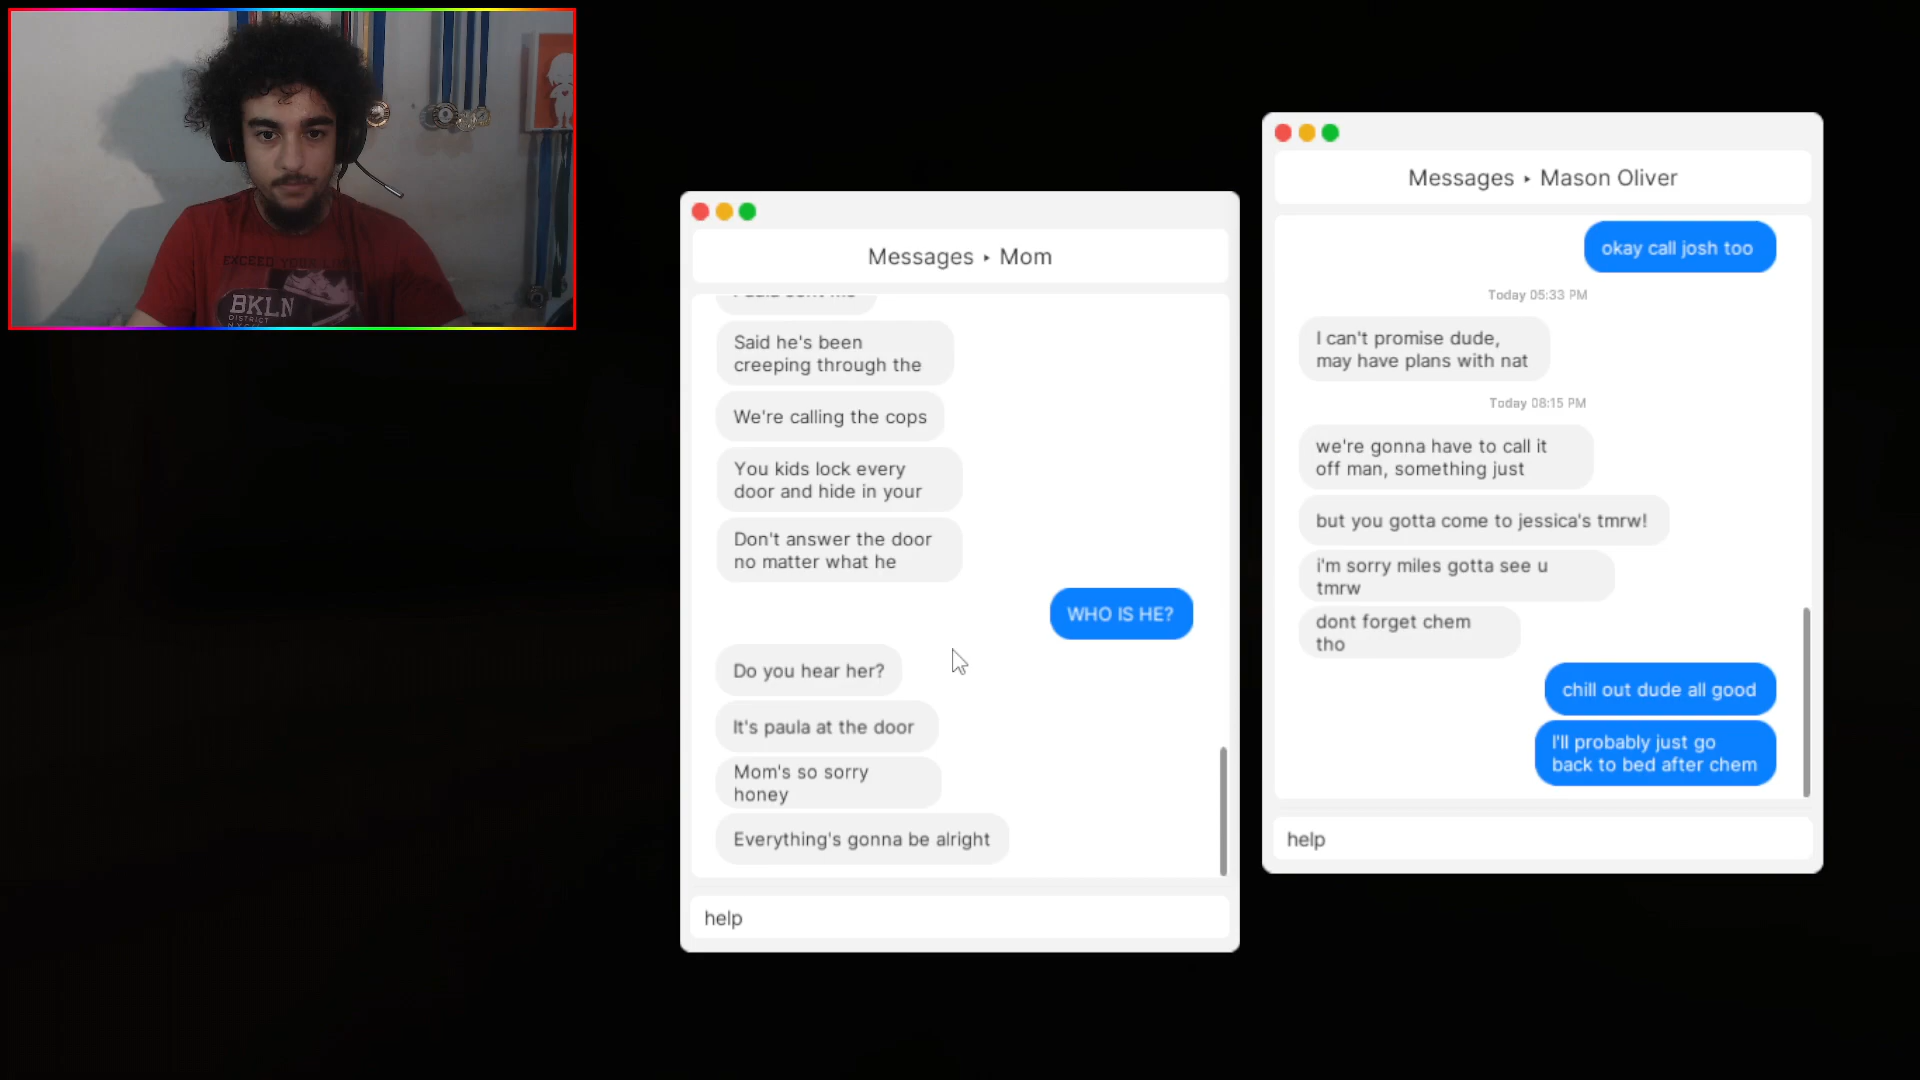 EXCEED YOUR
BKLN
DISTRICT
Messages ‣ Mom
Said he's been
creeping through the
We're calling the cops
You kids lock every
door and hide in your
Don't answer the door
no matter what he
WHO IS HE?
Do you hear her?
It's paula at the door
Mom's so sorry
honey
Everything's gonna be alright
help
Messages ‣ Mason Oliver
okay call josh too
Today 05:33 PM
I can't promise dude,
may have plans with nat
Today 08:15 PM
we're gonna have to call it
off man, something just
but you gotta come to jessica's tmrw!
i'm sorry miles gotta see u
tmrw
dont forget chem
tho
chill out dude all good
I'll probably just go
back to bed after chem
help